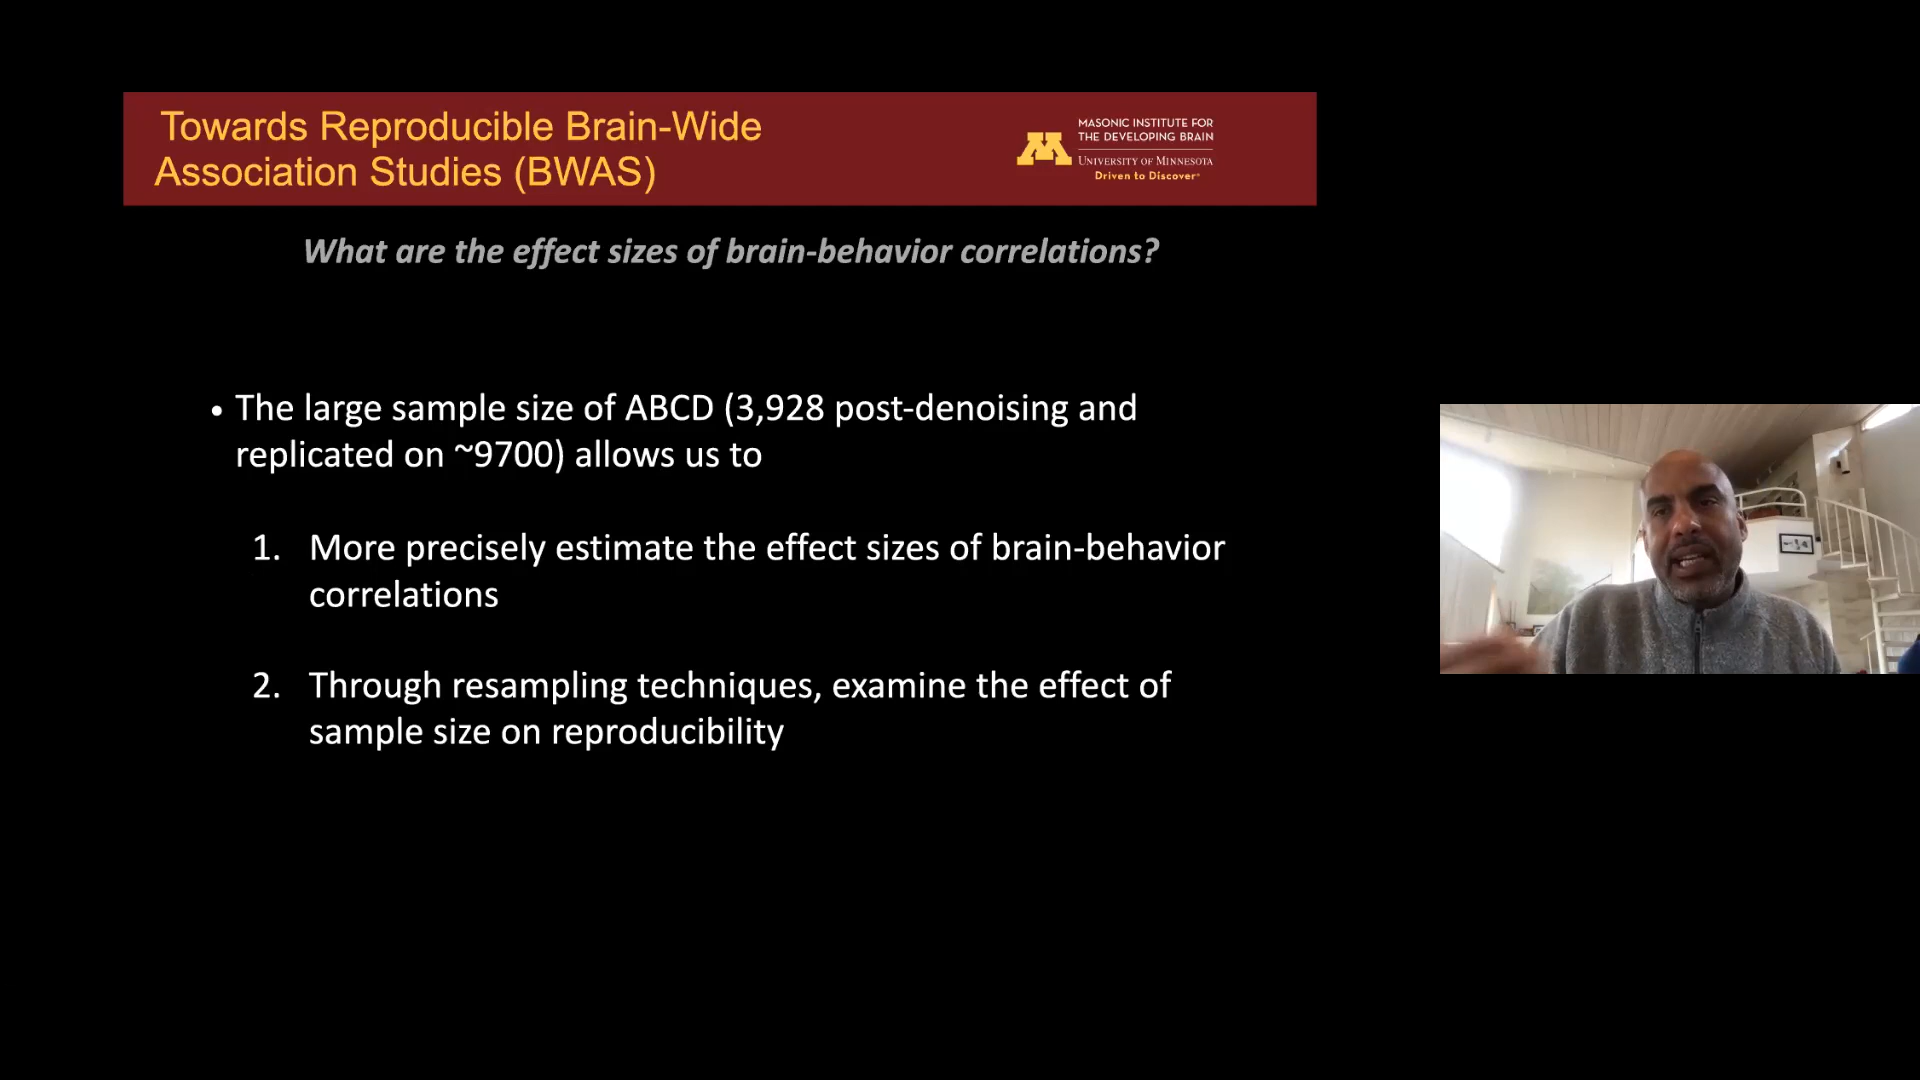 Towards Reproducible Brain-Wide
Association Studies (BWAS)
MASONIC INSTITUTE FOR
THE DEVELOPING BRAIN
UNIVERSITY OF MINNESOTA
Driven to Discover®
What are the effect sizes of brain-behavior correlations?
• The large sample size of ABCD (3,928 post-denoising and
replicated on ~9700) allows us to
1. More precisely estimate the effect sizes of brain-behavior
correlations
2. Through resampling techniques, examine the effect of
sample size on reproducibility